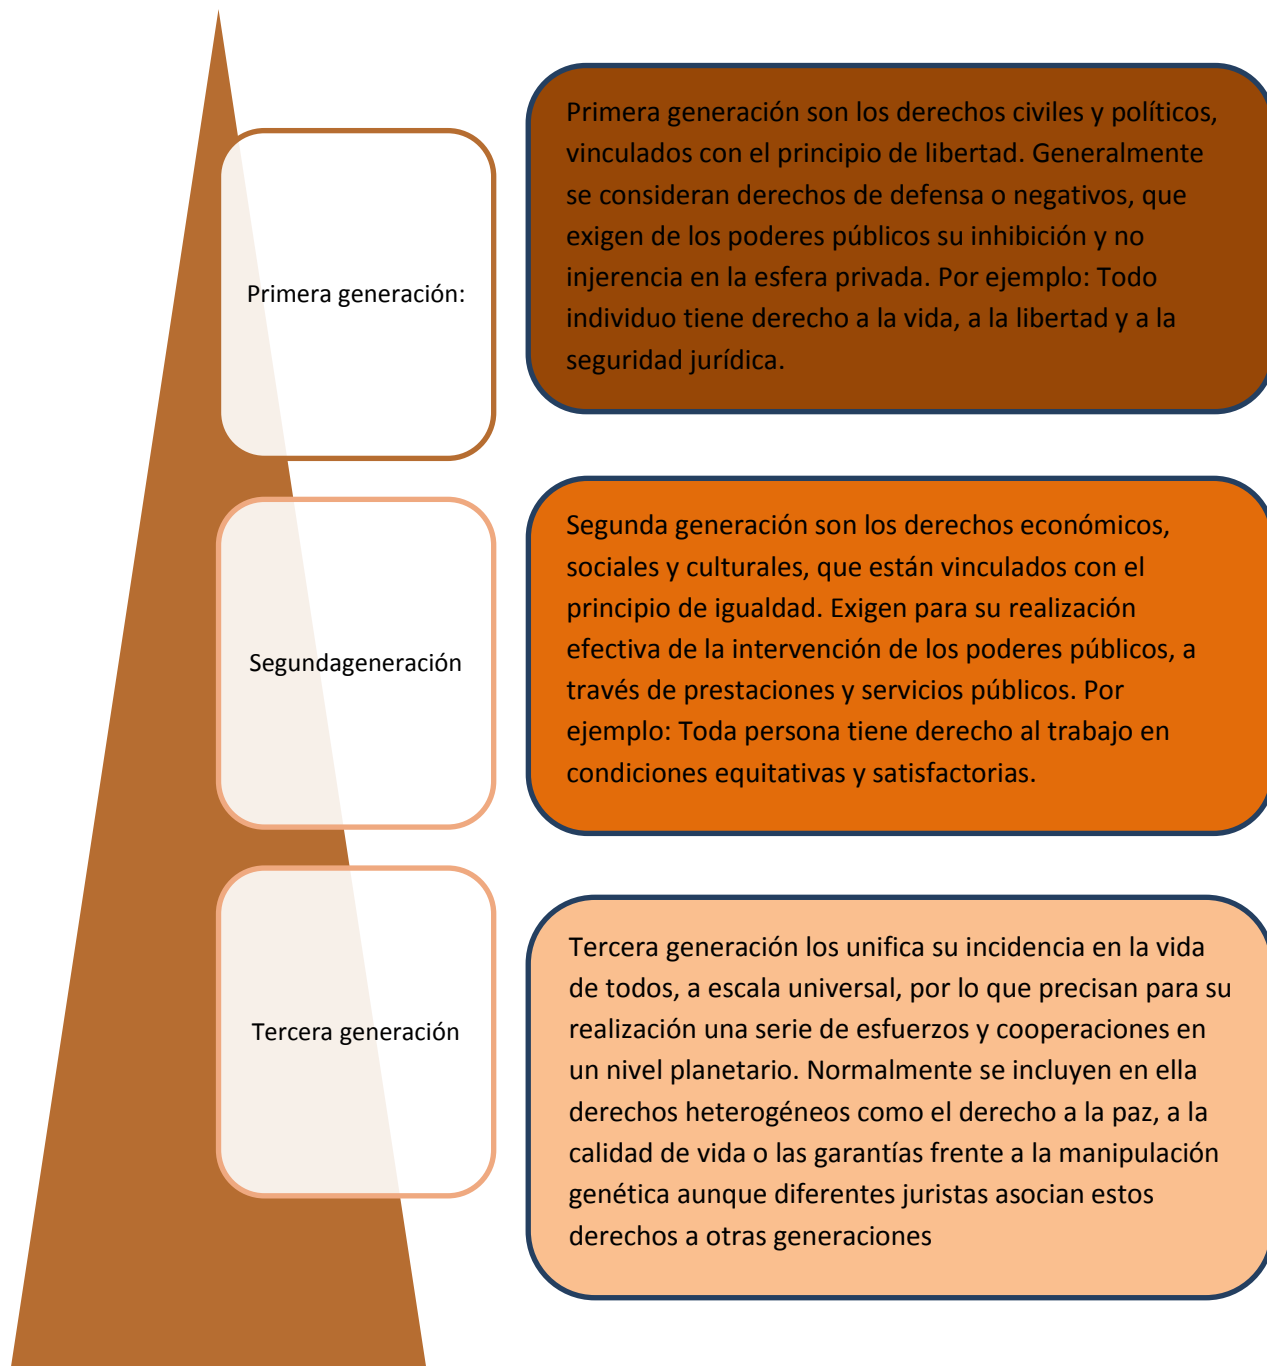 Primera generación:
Primera generación son los derechos civiles y políticos,
vinculados con el principio de libertad. Generalmente
se consideran derechos de defensa o negativos, que
exigen de los poderes públicos su inhibición y no
injerencia en la esfera privada. Por ejemplo: Todo
individuo tiene derecho a la vida, a la libertad y a la
seguridad jurídica.
Segundageneración
Segunda generación son los derechos económicos,
sociales y culturales, que están vinculados con el
principio de igualdad. Exigen para su realización
efectiva de la intervención de los poderes públicos, a
través de prestaciones y servicios públicos. Por
ejemplo: Toda persona tiene derecho al trabajo en
condiciones equitativas y satisfactorias.
Tercera generación
Tercera generación los unifica su incidencia en la vida
de todos, a escala universal, por lo que precisan para su
realización una serie de esfuerzos y cooperaciones en
un nivel planetario. Normalmente se incluyen en ella
derechos heterogéneos como el derecho a la paz, a la
calidad de vida o las garantías frente a la manipulación
genética aunque diferentes juristas asocian estos
derechos a otras generaciones